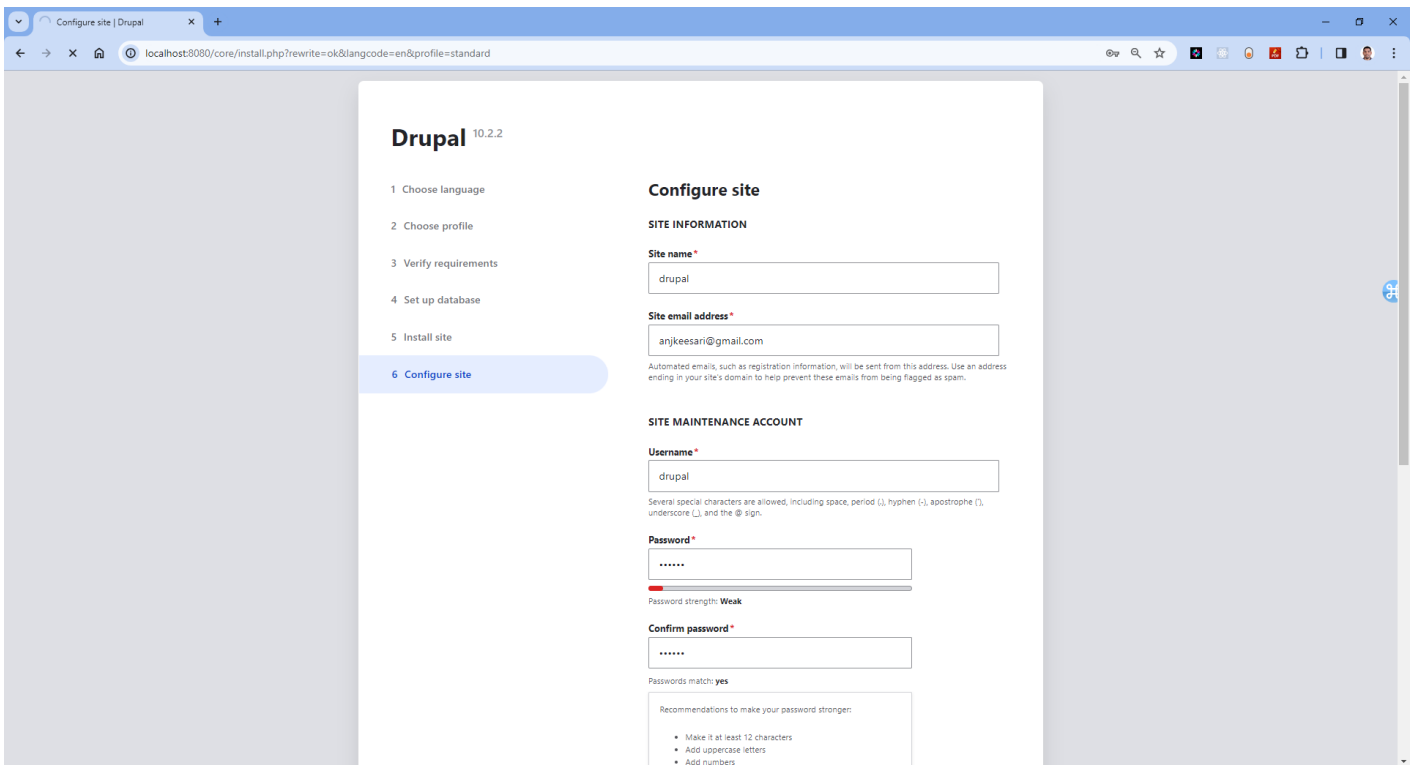 Configure site | Drupal
localhost:8080/core/install.php?rewrite=ok&langcode=en&profile=standard
Drupal 10.2.2
1 Choose language
2 Choose profile
3 Verify requirements
4 Set up database
5 Install site
6 Configure site
Configure site
SITE INFORMATION
Site name*
drupal
Site email address*
anjkeesari@gmail.com
Automated emails, such as registration information, will be sent from this address. Use an address
ending in your site's domain to help prevent these emails from being flagged as spam.
SITE MAINTENANCE ACCOUNT
Username*
drupal
Several special characters are allowed, including space, period (.), hyphen (-), apostrophe ('),
underscore (_), and the @ sign.
Password*
••••••
Password strength: Weak
Confirm password*
••••••
Passwords match: yes
Recommendations to make your password stronger:
• Make it at least 12 characters
• Add uppercase letters
• Add numbers